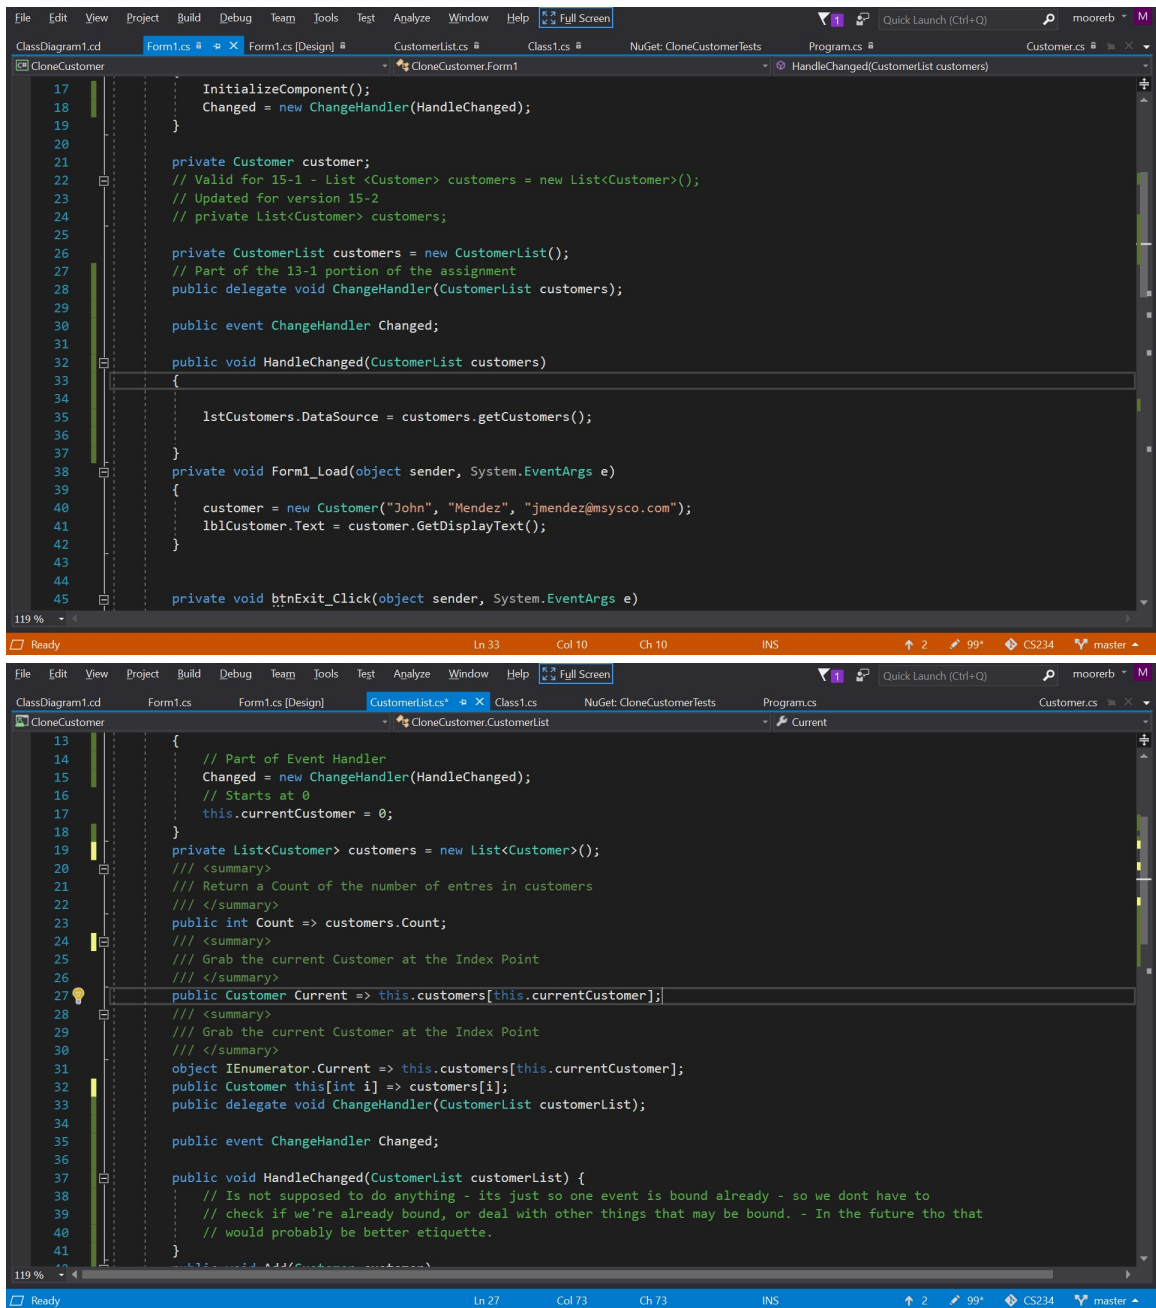 File Edit View Project Build Debug Team Tools Test Analyze Window Help Full Screen 1 Quick Launch (Ctrl+Q) moorerb M
ClassDiagram1.cd Form1.cs Form1.cs [Design] CustomerList.cs Class1.cs NuGet: CloneCustomerTests Program.cs Customer.cs
C# CloneCustomer CloneCustomer.Form1 HandleChanged(CustomerList customers)
17 InitializeComponent();
18 Changed = new ChangeHandler(HandleChanged);
19 }
20
21 private Customer customer;
22 // Valid for 15-1 - List <Customer> customers = new List<Customer>();
23 // Updated for version 15-2
24 // private List<Customer> customers;
25
26 private CustomerList customers = new CustomerList();
27 // Part of the 13-1 portion of the assignment
28 public delegate void ChangeHandler(CustomerList customers);
29
30 public event ChangeHandler Changed;
31
32 public void HandleChanged(CustomerList customers)
33 {
34
35 lstCustomers.DataSource = customers.getCustomers();
36
37 }
38 private void Form1_Load(object sender, System.EventArgs e)
39 {
40 customer = new Customer("John", "Mendez", "jmendez@msysco.com");
41 lblCustomer.Text = customer.GetDisplayText();
42 }
43
44
45 private void btnExit_Click(object sender, System.EventArgs e)
119 %
Ready Ln 33 Col 10 Ch 10 INS 2 99* CS234 master
File Edit View Project Build Debug Team Tools Test Analyze Window Help Full Screen 1 Quick Launch (Ctrl+Q) moorerb M
ClassDiagram1.cd Form1.cs Form1.cs [Design] CustomerList.cs* Class1.cs NuGet: CloneCustomerTests Program.cs Customer.cs
CloneCustomer CloneCustomer.CustomerList Current
13 {
14 // Part of Event Handler
15 Changed = new ChangeHandler(HandleChanged);
16 // Starts at 0
17 this.currentCustomer = 0;
18 }
19 private List<Customer> customers = new List<Customer>();
20 /// <summary>
21 /// Return a Count of the number of entres in customers
22 /// </summary>
23 public int Count => customers.Count;
24 /// <summary>
25 /// Grab the current Customer at the Index Point
26 /// </summary>
27 public Customer Current => this.customers[this.currentCustomer];
28 /// <summary>
29 /// Grab the current Customer at the Index Point
30 /// </summary>
31 object IEnumerator.Current => this.customers[this.currentCustomer];
32 public Customer this[int i] => customers[i];
33 public delegate void ChangeHandler(CustomerList customerList);
34
35 public event ChangeHandler Changed;
36
37 public void HandleChanged(CustomerList customerList) {
38 // Is not supposed to do anything - its just so one event is bound already - so we dont have to
39 // check if we're already bound, or deal with other things that may be bound. - In the future tho that
40 // would probably be better etiquette.
41 }
119 %
Ready Ln 27 Col 73 Ch 73 INS 2 99* CS234 master